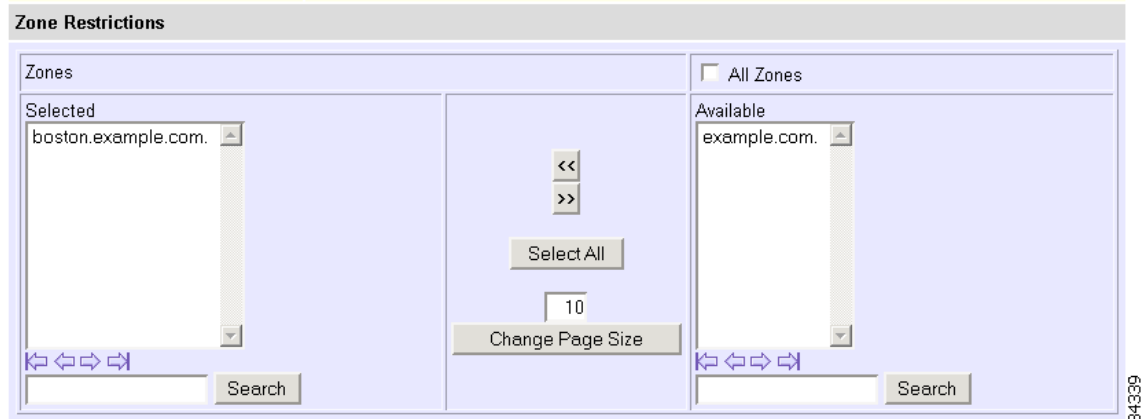 Zone Restrictions
Zones
All Zones
Selected
boston.example.com.
<<
>>
Select All
10
Change Page Size
Search
Available
example.com.
Search